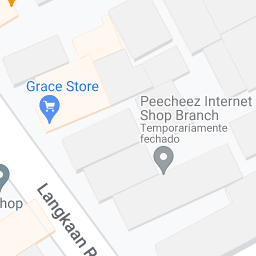 Grace Store
Peecheez Internet
Shop Branch
Temporariamente
fechado
hop
Langkaan R